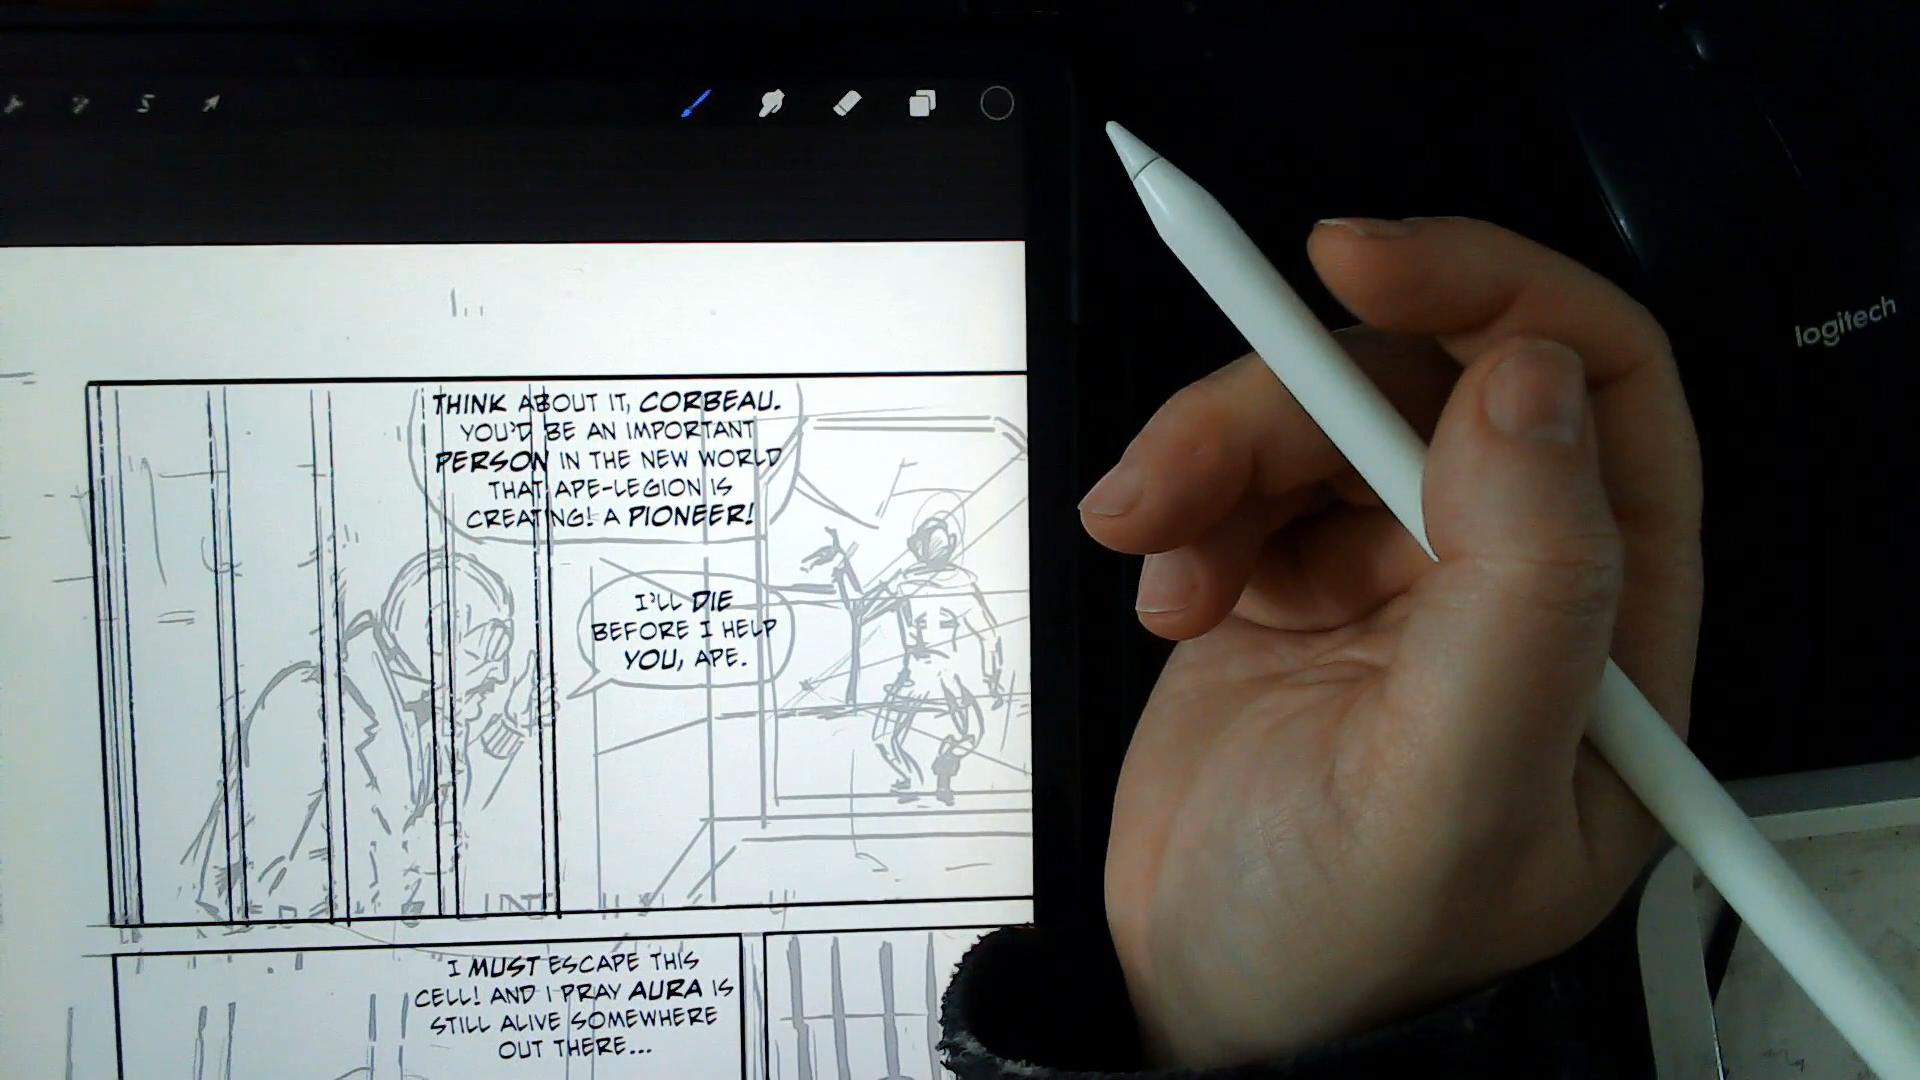 THINK ABOUT IT, CORBEAU.
YOU'D BE AN IMPORTANT
PERSON IN THE NEW WORLD
THAT APE-LEGION IS
CREATING! A PIONEER!
I'LL DIE
BEFORE I HELP
YOU, APE.
I MUST ESCAPE THIS
CELL! AND I PRAY AURA IS
STILL ALIVE SOMEWHERE
OUT THERE...
logitech